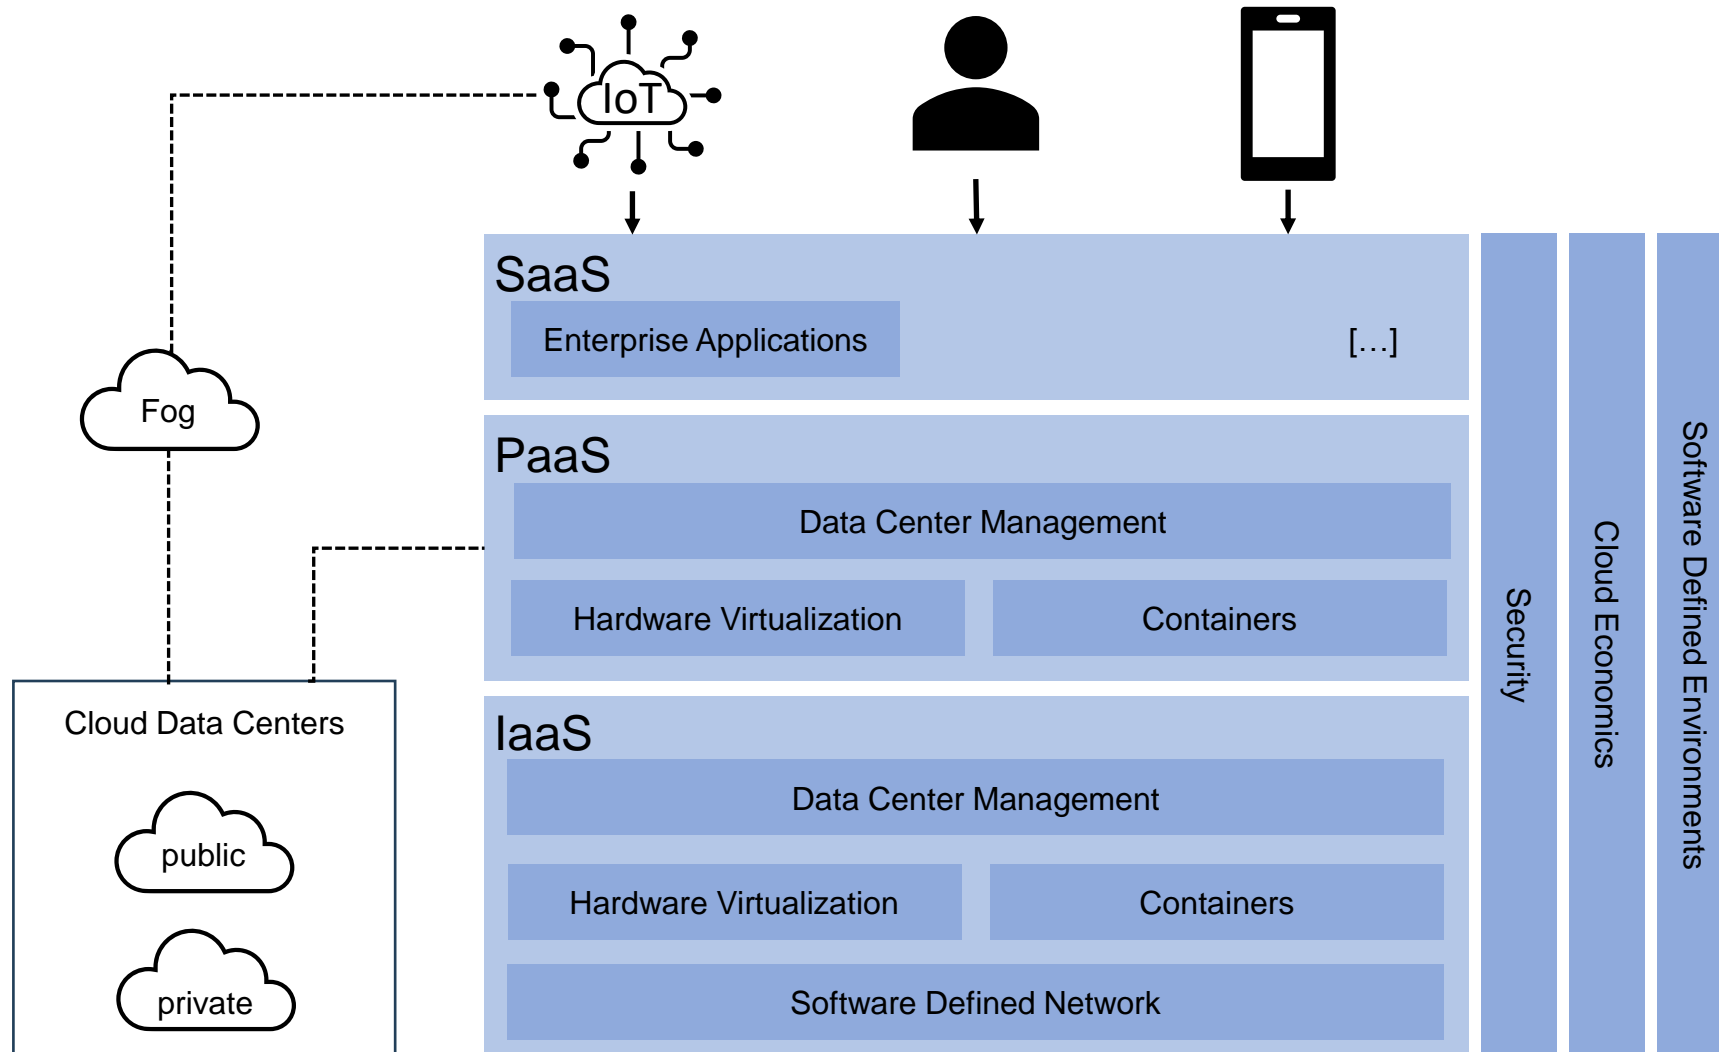 IoT
SaaS
Enterprise Applications
[…]
Fog
PaaS
Data Center Management
Hardware Virtualization
Containers
Cloud Data Centers
public
private
IaaS
Data Center Management
Hardware Virtualization
Containers
Software Defined Network
Security
Cloud Economics
Software Defined Environments